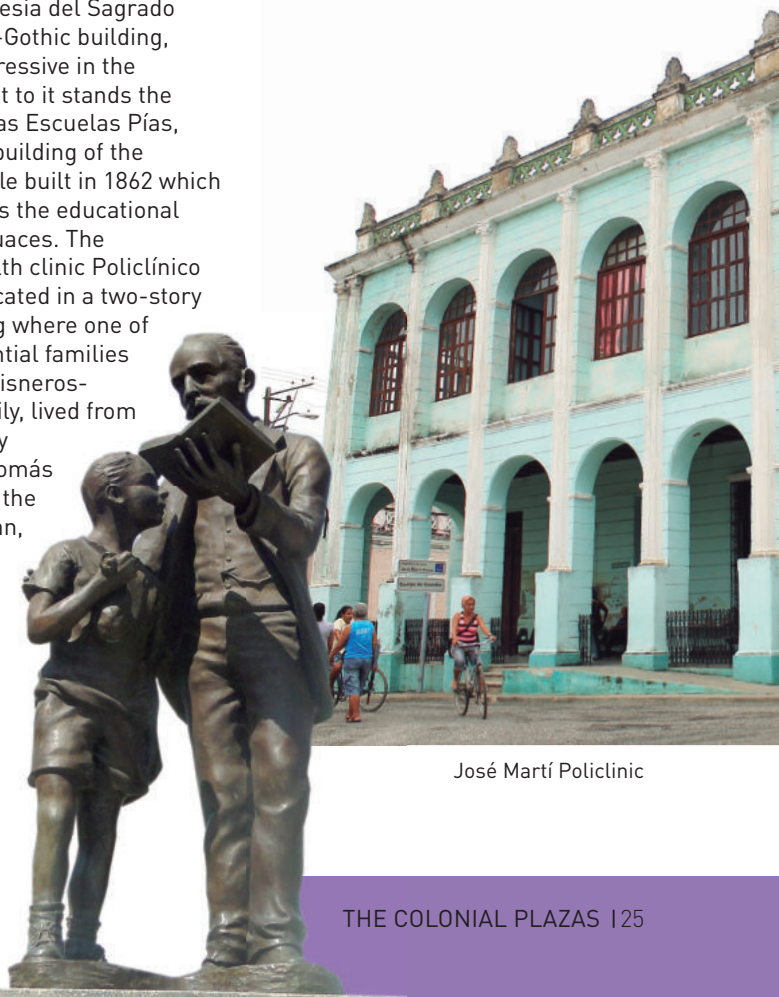 esia del Sagrado
-Gothic building,
ressive in the
t to it stands the
as Escuelas Pías,
building of the
le built in 1862 which
s the educational
uaces. The
lth clinic Policlínico
cated in a two-story
g where one of
ntial families
isneros-
ily, lived from
y
omás
the
an,
José Martí Policlinic
THE COLONIAL PLAZAS |25